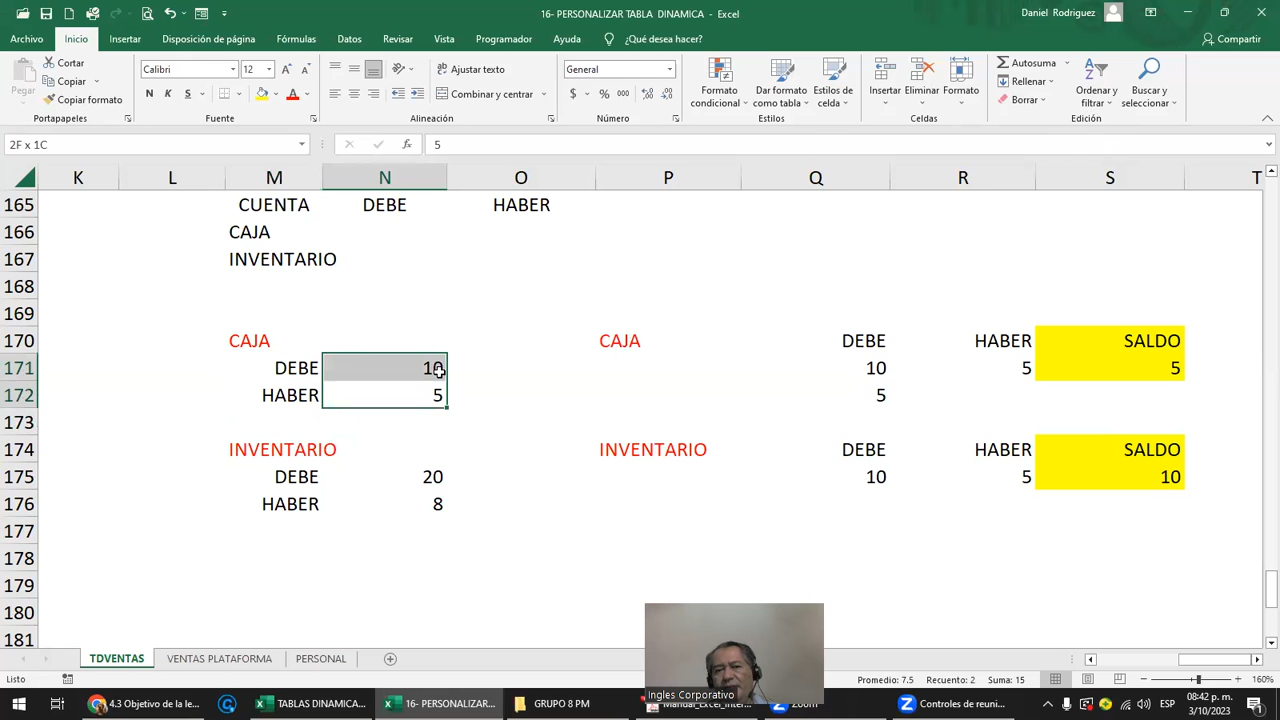 16- PERSONALIZAR TABLA DINAMICA - Excel
Daniel Rodriguez
Archivo Inicio Insertar Disposición de página Fórmulas Datos Revisar Vista Programador Ayuda ¿Qué desea hacer? Compartir
Pegar
Cortar
Copiar
Copiar formato
Calibri 12
N K S
Ajustar texto
Combinar y centrar
General
$ % 000
Formato condicional
Dar formato como tabla
Estilos de celda
Insertar Eliminar Formato
Autosuma
Rellenar
Borrar
Ordenar y filtrar
Buscar y seleccionar
Portapapeles Fuente Alineación Número Estilos Celdas Edición
2F x 1C fx 5
K L M N O P Q R S T
165 CUENTA DEBE HABER
166 CAJA
167 INVENTARIO
168
169
170 CAJA CAJA DEBE HABER SALDO
171 DEBE 10 10 5 5
172 HABER 5 5
173
174 INVENTARIO INVENTARIO DEBE HABER SALDO
175 DEBE 20 10 5 10
176 HABER 8
177
178
179
180
181
Ingles Corporativo
TDVENTAS VENTAS PLATAFORMA PERSONAL
Listo Promedio: 7.5 Recuento: 2 Suma: 15 160%
4.3 Odjetivo de la le... TABLAS DINAMICA... 16- PERSONALIZAR... GRUPO 8 PM Manual_Excel_Inter... Zoom Controles de reuni... ESP 08:42 p. m. 3/10/2023